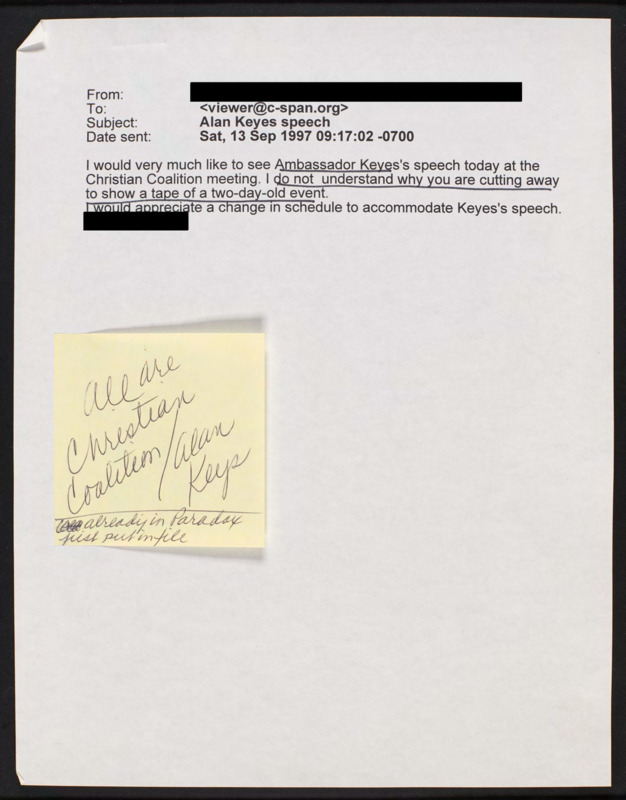 From:
To: <viewer@c-span.org>
Subject: Alan Keyes speech
Date sent: Sat, 13 Sep 1997 09:17:02 -0700
I would very much like to see Ambassador Keyes's speech today at the
Christian Coalition meeting. I do not understand why you are cutting away
to show a tape of a two-day-old event.
I would appreciate a change in schedule to accommodate Keyes's speech.
All are
Christian
Coalition/Alan
Keys
already in Paradox
just put in file